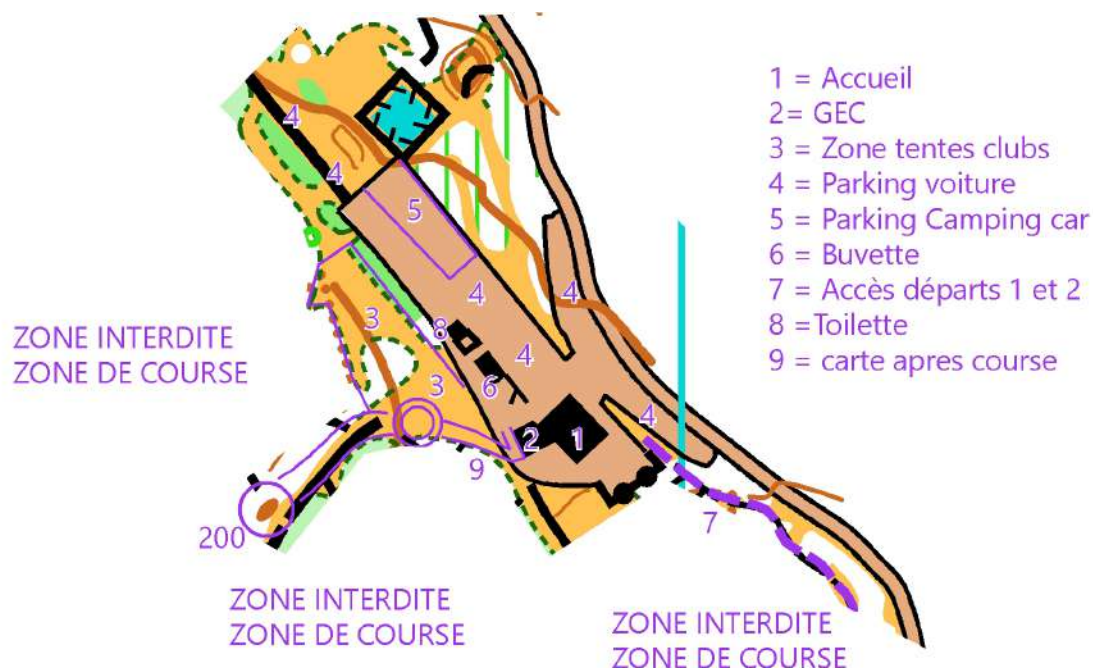 1 = Accueil
2= GEC
3 = Zone tentes clubs
4 = Parking voiture
5 = Parking Camping car
6 = Buvette
7 = Accès départs 1 et 2
8 =Toilette
9 = carte apres course
4
4
5
4
4
8
3
4
6
3
4
2
1
9
7
200
ZONE INTERDITE
ZONE DE COURSE
ZONE INTERDITE
ZONE DE COURSE
ZONE INTERDITE
ZONE DE COURSE